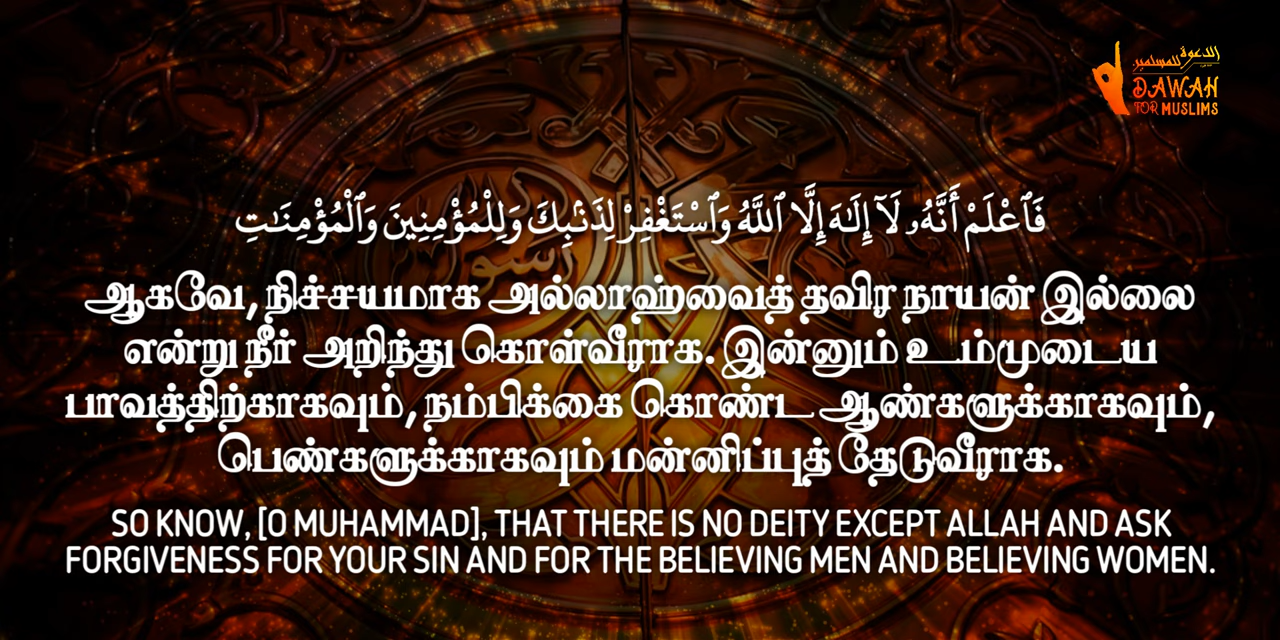 الدعوة للمسلمين
DAWAH
FOR MUSLIMS
فَٱعْلَمْ أَنَّهُۥ لَآ إِلَٰهَ إِلَّا ٱللَّهُ وَٱسْتَغْفِرْ لِذَنۢبِكَ وَلِلْمُؤْمِنِينَ وَٱلْمُؤْمِنَٰتِ
ஆகவே, நிச்சயமாக அல்லாஹ்வைத் தவிர நாயன் இல்லை
என்று நீர் அறிந்து கொள்வீராக. இன்னும் உம்முடைய
பாவத்திற்காகவும், நம்பிக்கை கொண்ட ஆண்களுக்காகவும்,
பெண்களுக்காகவும் மன்னிப்புத் தேடுவீராக.
SO KNOW, [O MUHAMMAD], THAT THERE IS NO DEITY EXCEPT ALLAH AND ASK
FORGIVENESS FOR YOUR SIN AND FOR THE BELIEVING MEN AND BELIEVING WOMEN.